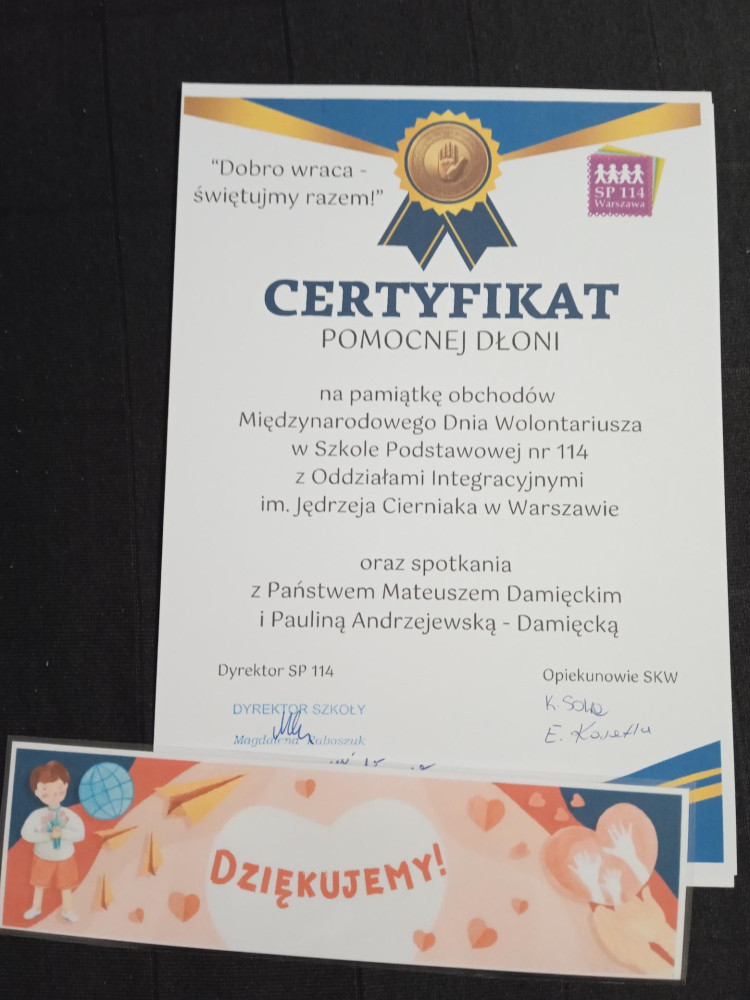 "Dobro wraca -
świętujmy razem!"
SP 114
Warszawa
CERTYFIKAT
POMOCNEJ DŁONI
na pamiątkę obchodów
Międzynarodowego Dnia Wolontariusza
w Szkole Podstawowej nr 114
z Oddziałami Integracyjnymi
im. Jędrzeja Cierniaka w Warszawie
oraz spotkania
z Państwem Mateuszem Damięckim
i Pauliną Andrzejewską - Damięcką
Dyrektor SP 114
Opiekunowie SKW
DYREKTOR SZKOŁY
Magdalena
K.
E.
DZIĘKUJEMY!